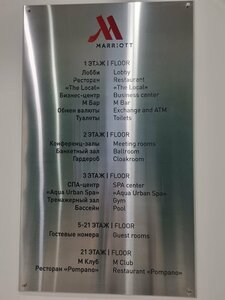 MARRIOTT
1 ЭТАЖ | FLOOR
Лобби Lobby
Ресторан Restaurant
«The Local» «The Local»
Бизнес-центр Business center
М Бар M Bar
Обмен валюты Exchange and ATM
Туалеты Toilets
2 ЭТАЖ | FLOOR
Конференц-залы Meeting rooms
Банкетный зал Ballroom
Гардероб Cloakroom
3 ЭТАЖ | FLOOR
СПА-центр SPA center
«Aqua Urban Spa» «Aqua Urban Spa»
Тренажерный зал Gym
Бассейн Pool
5-21 ЭТАЖ | FLOOR
Гостевые номера Guest rooms
21 ЭТАЖ | FLOOR
М Клуб M Club
Ресторан «Pompano» Restaurant «Pompano»